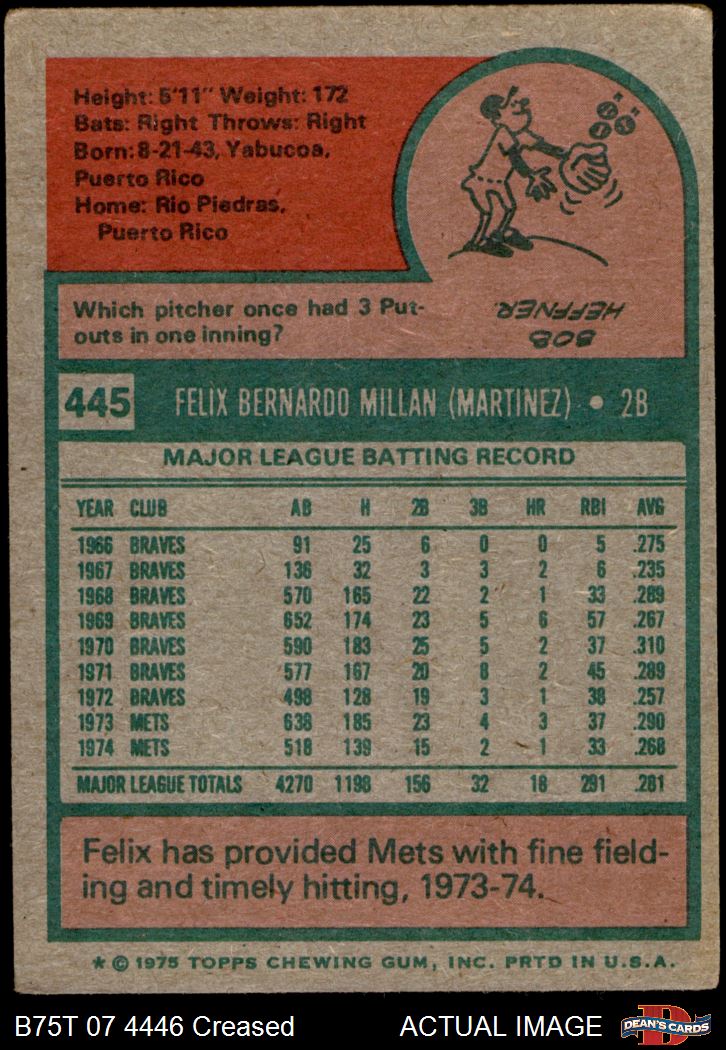 Height: 5'11" Weight: 172
Bats: Right Throws: Right
Born: 8-21-43, Yabucoa,
Puerto Rico
Home: Rio Piedras,
Puerto Rico
Which pitcher once had 3 Put-
outs in one inning?
BOB
HEFFNER.
445 FELIX BERNARDO MILLAN (MARTINEZ) • 2B
MAJOR LEAGUE BATTING RECORD
YEAR CLUB AB H 2B 3B HR RBI AVG
1966 BRAVES 91 25 6 0 0 5 .275
1967 BRAVES 136 32 3 3 2 6 .235
1968 BRAVES 570 165 22 2 1 33 .289
1969 BRAVES 652 174 23 5 6 57 .267
1970 BRAVES 590 183 25 5 2 37 .310
1971 BRAVES 577 167 20 8 2 45 .289
1972 BRAVES 498 128 19 3 1 38 .257
1973 METS 638 185 23 4 3 37 .290
1974 METS 518 139 15 2 1 33 .268
MAJOR LEAGUE TOTALS 4270 1198 156 32 18 291 .281
Felix has provided Mets with fine field-
ing and timely hitting, 1973-74.
* © 1975 TOPPS CHEWING GUM, INC. PRTD IN U.S.A.
B75T 07 4446 Creased ACTUAL IMAGE
DEAN'S CARDS